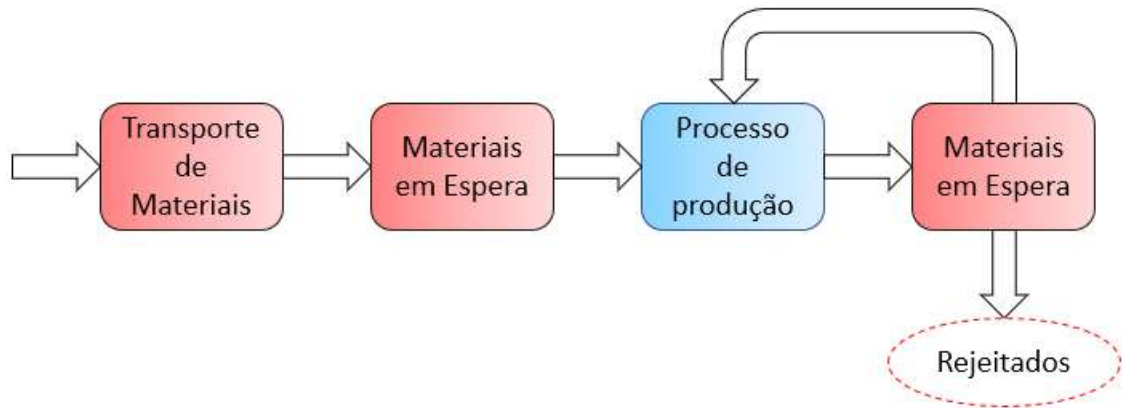 Transporte
de
Materiais
Materiais
em Espera
Processo
de
produção
Materiais
em Espera
Rejeitados